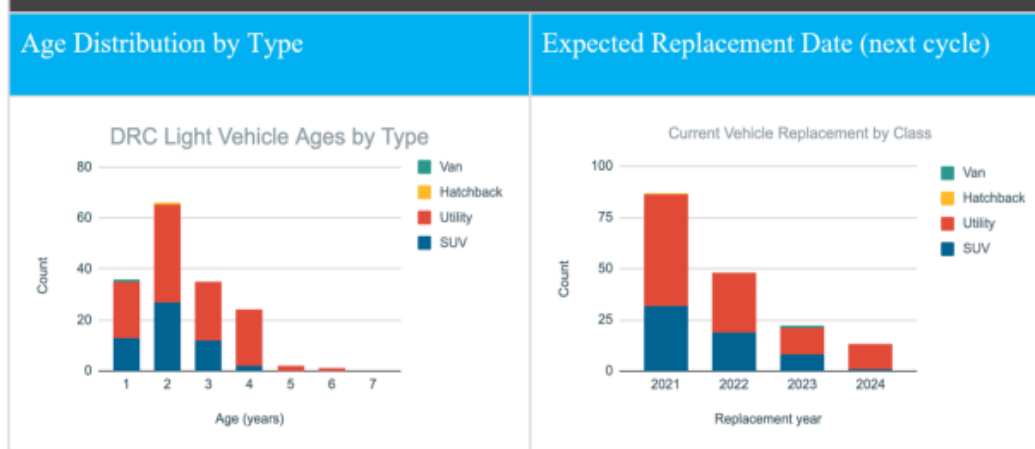 Age Distribution by Type
Expected Replacement Date (next cycle)
DRC Light Vehicle Ages by Type
80
60
40
20
0
Count
1 2 3 4 5 6 7
Age (years)
Van
Hatchback
Utility
SUV
Current Vehicle Replacement by Class
100
75
50
25
0
Count
2021 2022 2023 2024
Replacement year
Van
Hatchback
Utility
SUV